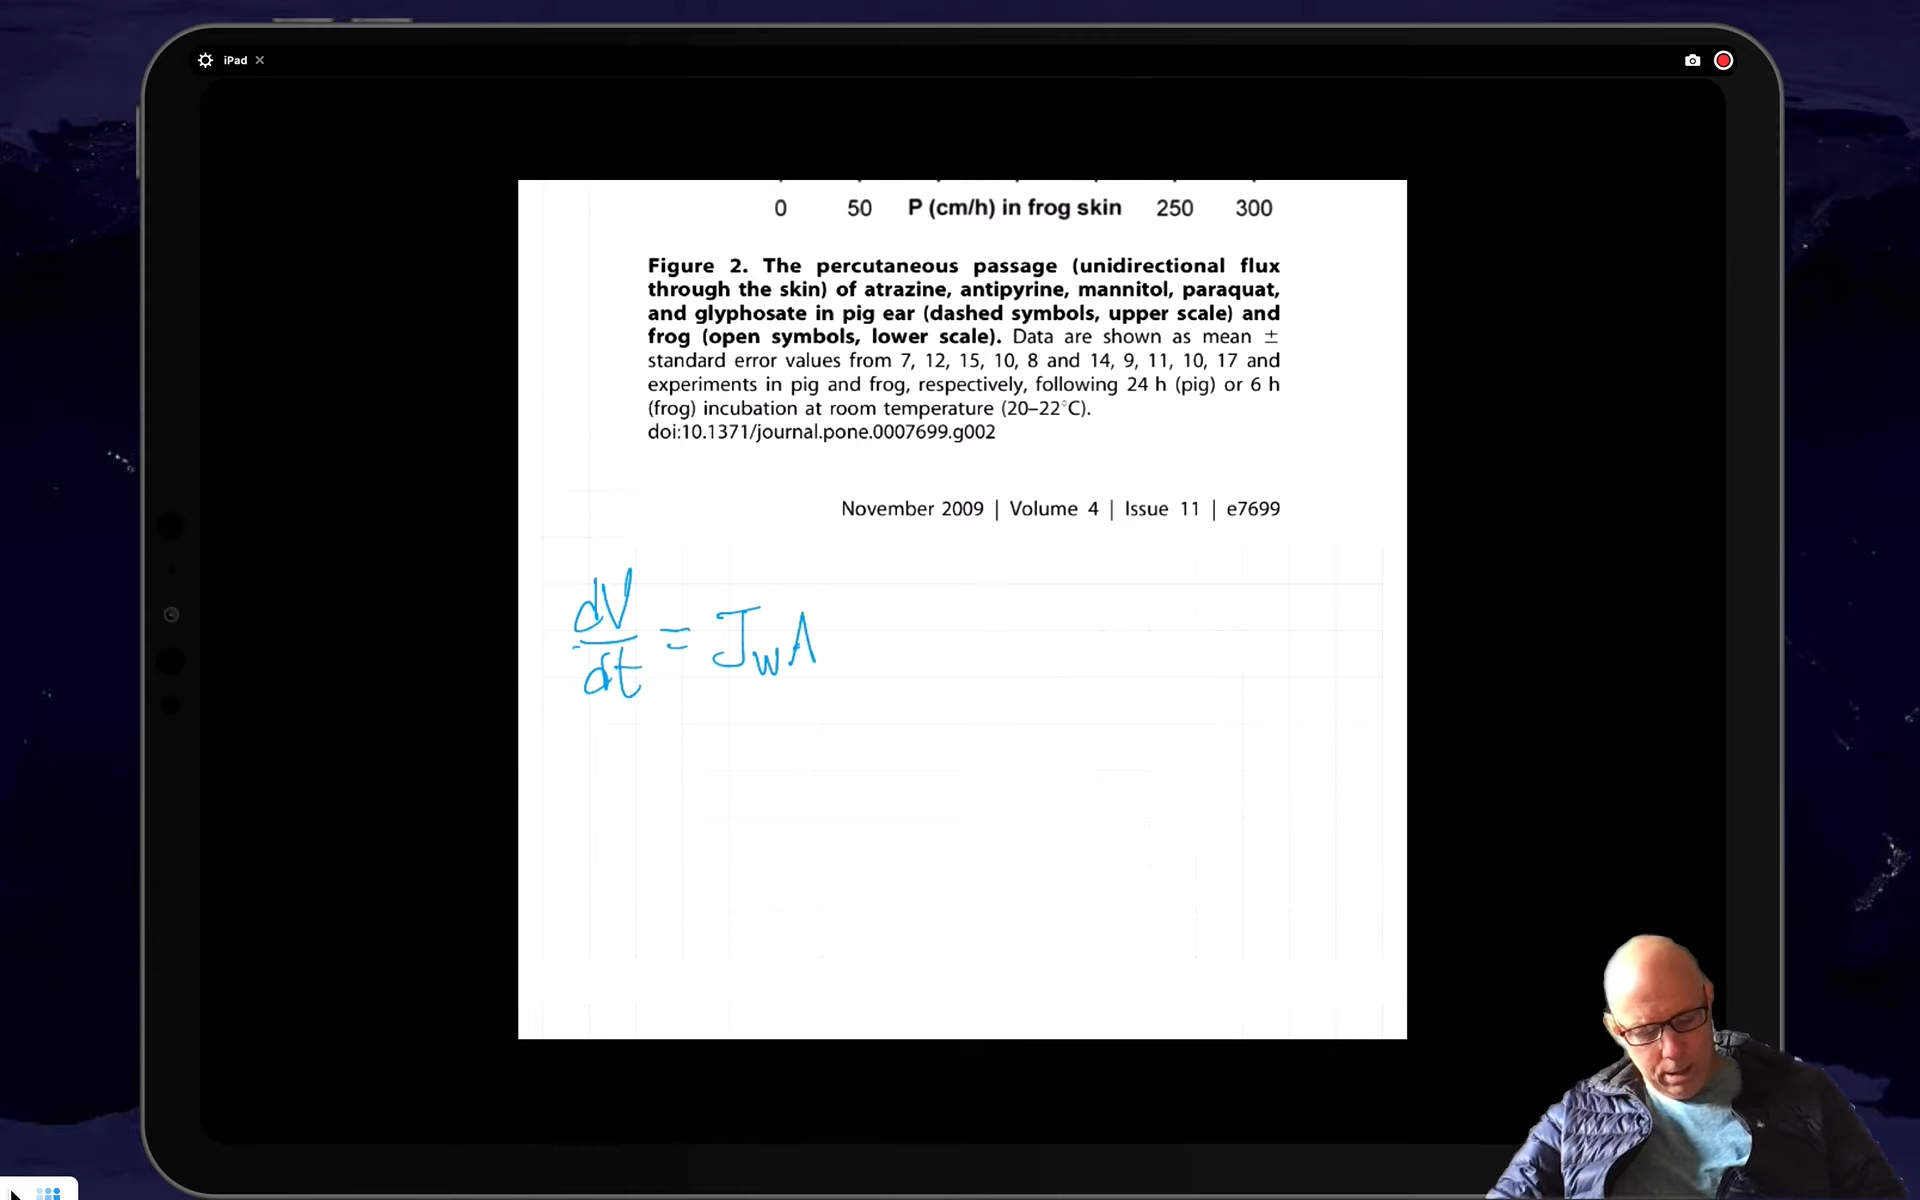 iPad
0 50 P (cm/h) in frog skin 250 300
Figure 2. The percutaneous passage (unidirectional flux
through the skin) of atrazine, antipyrine, mannitol, paraquat,
and glyphosate in pig ear (dashed symbols, upper scale) and
frog (open symbols, lower scale). Data are shown as mean ±
standard error values from 7, 12, 15, 10, 8 and 14, 9, 11, 10, 17 and
experiments in pig and frog, respectively, following 24 h (pig) or 6 h
(frog) incubation at room temperature (20–22°C).
doi:10.1371/journal.pone.0007699.g002
November 2009 | Volume 4 | Issue 11 | e7699
dV/dt = J_w A